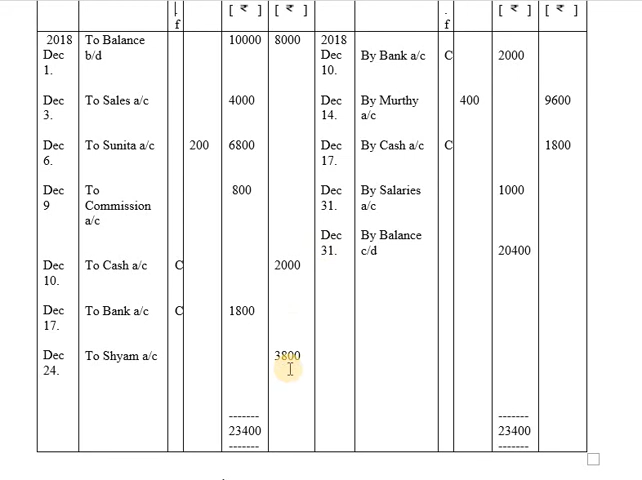 l [ ₹ ] [ ₹ ] . [ ₹ ] [ ₹ ]
f f
2018 To Balance 10000 8000 2018
Dec b/d Dec By Bank a/c C 2000
1. 10.
Dec To Sales a/c 4000 Dec By Murthy 400 9600
3. 14. a/c
Dec To Sunita a/c 200 6800 Dec By Cash a/c C 1800
6. 17.
Dec To 800 Dec By Salaries 1000
9 Commission 31. a/c
a/c
Dec By Balance
31. c/d 20400
Dec To Cash a/c C 2000
10.
Dec To Bank a/c C 1800
17.
Dec To Shyam a/c 3800
24.
------- -------
23400 23400
------- -------